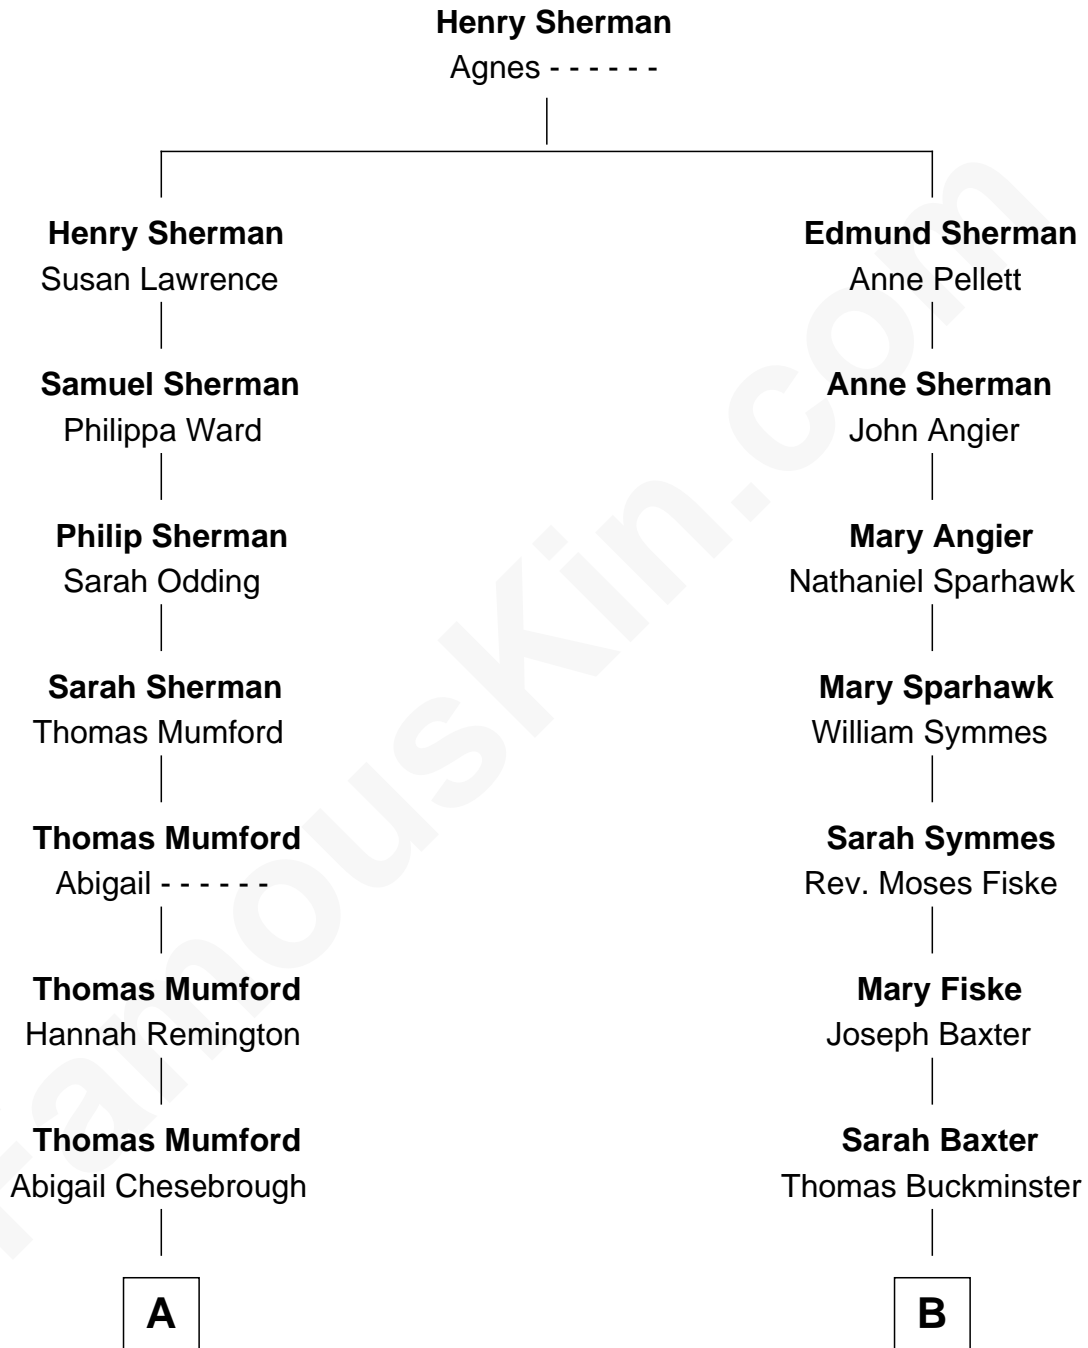 Henry Sherman
Agnes - - - - - -
Henry Sherman
Susan Lawrence
Edmund Sherman
Anne Pellett
Samuel Sherman
Philippa Ward
Anne Sherman
John Angier
Philip Sherman
Sarah Odding
Mary Angier
Nathaniel Sparhawk
Sarah Sherman
Thomas Mumford
Mary Sparhawk
William Symmes
Thomas Mumford
Abigail - - - - - -
Sarah Symmes
Rev. Moses Fiske
Thomas Mumford
Hannah Remington
Mary Fiske
Joseph Baxter
Thomas Mumford
Abigail Chesebrough
Sarah Baxter
Thomas Buckminster
A
B
FamousKin.com